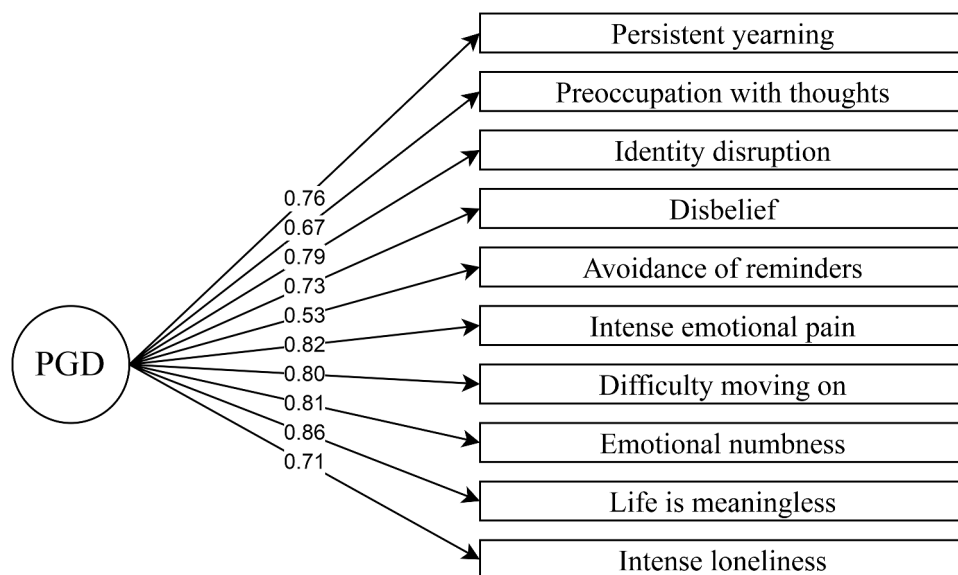 Persistent yearning
Preoccupation with thoughts
Identity disruption
Disbelief
Avoidance of reminders
Intense emotional pain
Difficulty moving on
Emotional numbness
Life is meaningless
Intense loneliness
0.76
0.67
0.79
0.73
0.53
0.82
0.80
0.81
0.86
0.71
PGD